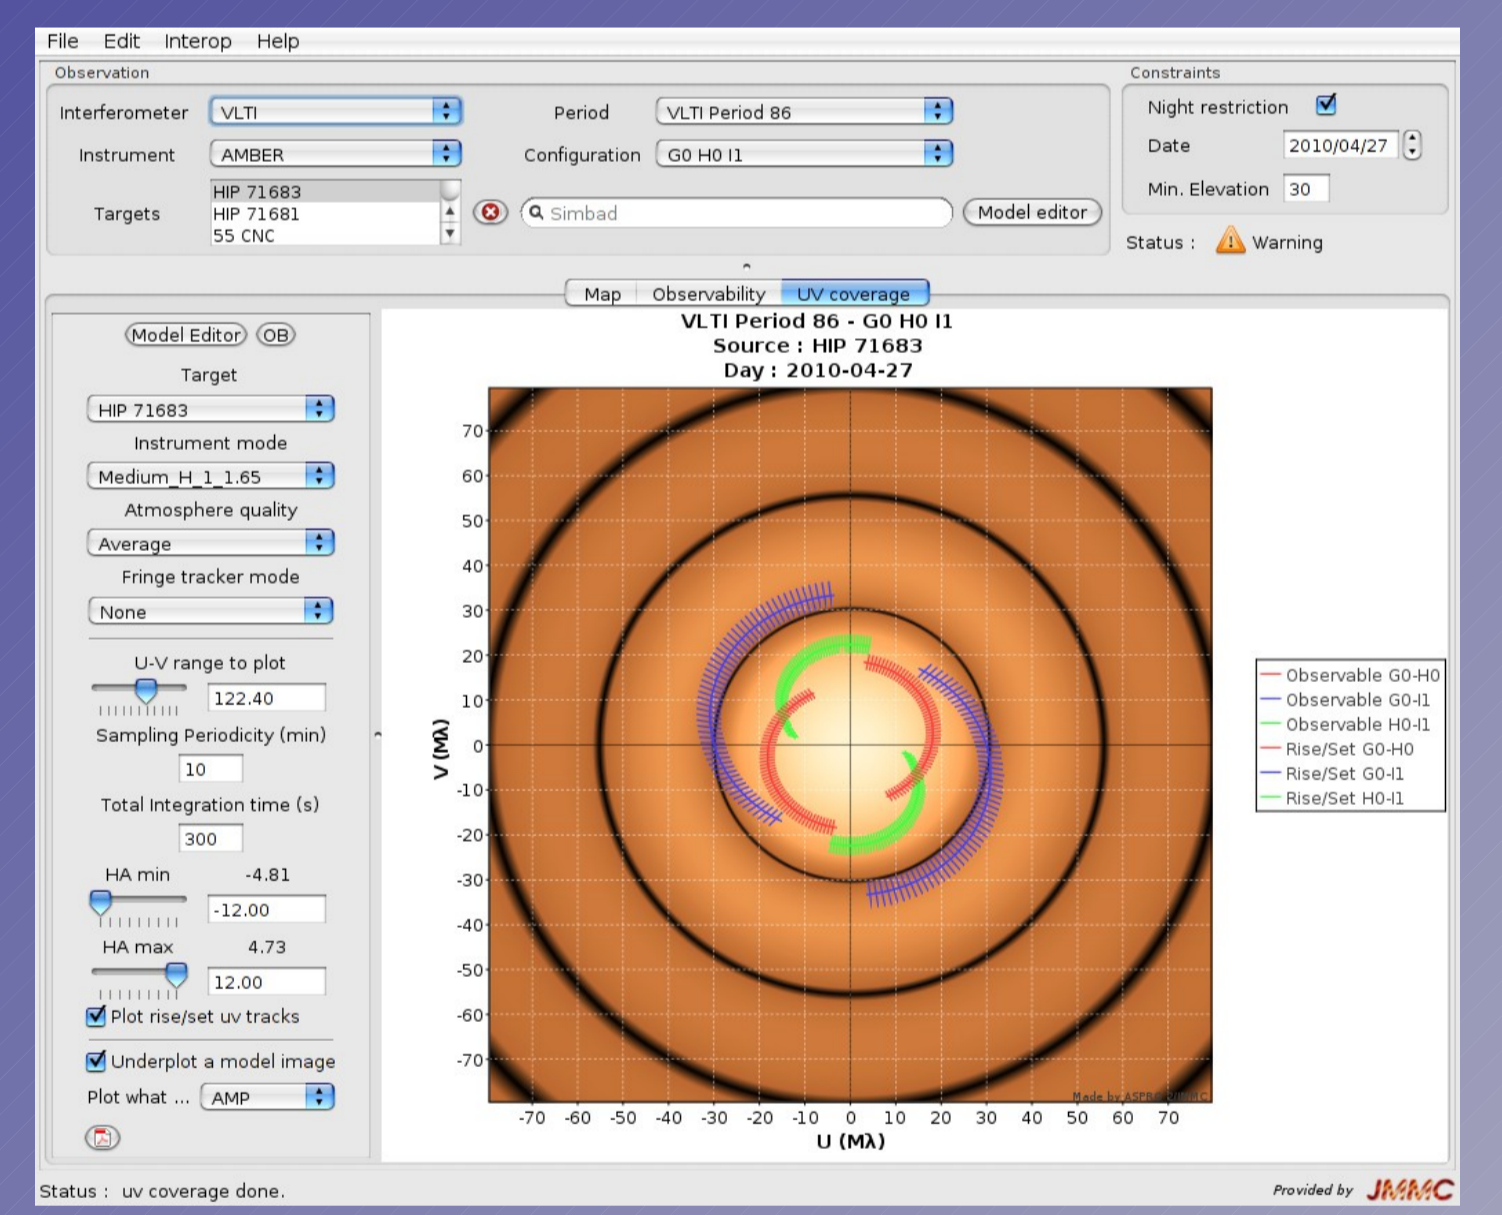 File Edit Interop Help
Observation
Constraints
Interferometer VLTI Period VLTI Period 86
Night restriction
Instrument AMBER Configuration G0 H0 I1
Date 2010/04/27
Targets HIP 71683
HIP 71681
55 CNC
Simbad Model editor
Min. Elevation 30
Status : Warning
Map Observability UV coverage
Model Editor OB
Target
HIP 71683
Instrument mode
Medium_H_1_1.65
Atmosphere quality
Average
Fringe tracker mode
None
U-V range to plot
122.40
Sampling Periodicity (min)
10
Total Integration time (s)
300
HA min -4.81
-12.00
HA max 4.73
12.00
Plot rise/set uv tracks
Underplot a model image
Plot what ... AMP
VLTI Period 86 - G0 H0 I1
Source : HIP 71683
Day : 2010-04-27
70
60
50
40
30
20
10
0
-10
-20
-30
-40
-50
-60
-70
V (Mλ)
-70 -60 -50 -40 -30 -20 -10 0 10 20 30 40 50 60 70
U (Mλ)
Made by
Observable G0-H0
Observable G0-I1
Observable H0-I1
Rise/Set G0-H0
Rise/Set G0-I1
Rise/Set H0-I1
Status : uv coverage done.
Provided by JMMC